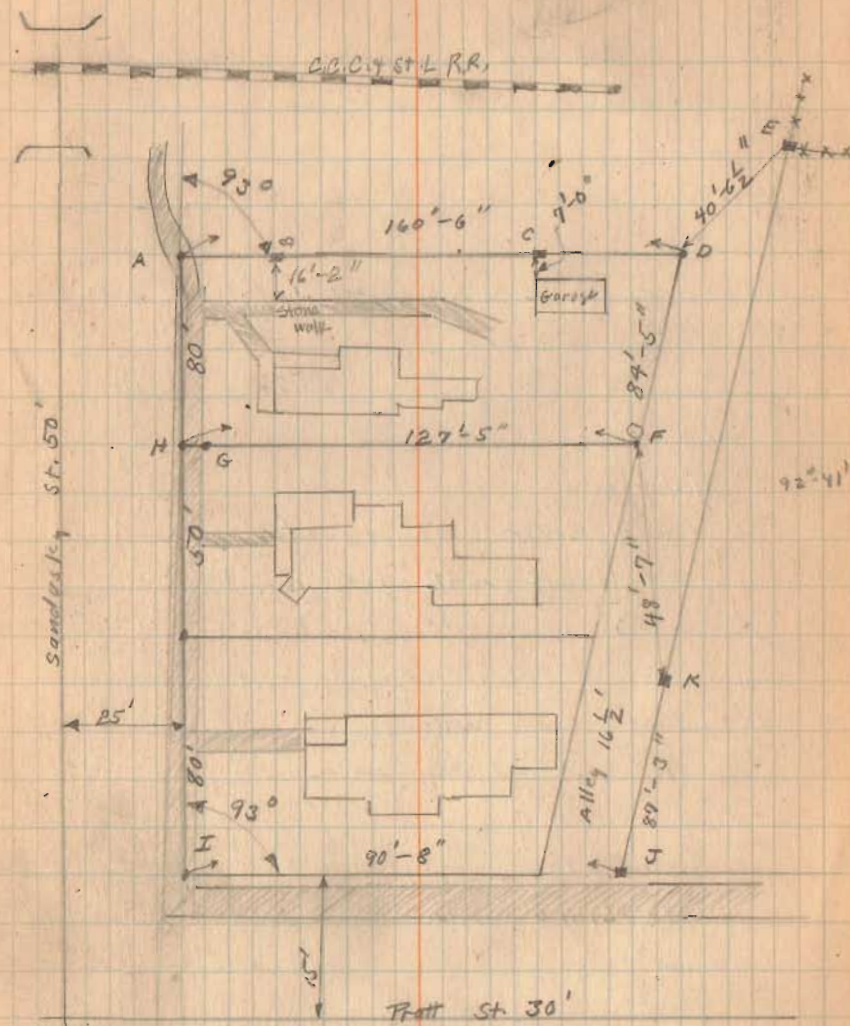 C.C.C. & St. L R.R.
E
93°
40'-6½"
160'-6"
7'-0"
A
B
C
D
16'-2"
Garage
Stone
walk
80'
84'-5"
Sandusky St. 50'
H
G
127'-5"
F
92°-41'
50'
48'-7"
K
25'
80'
Alley 16½'
87'-3"
93°
I
90'-8"
J
15'
Pratt St. 30'